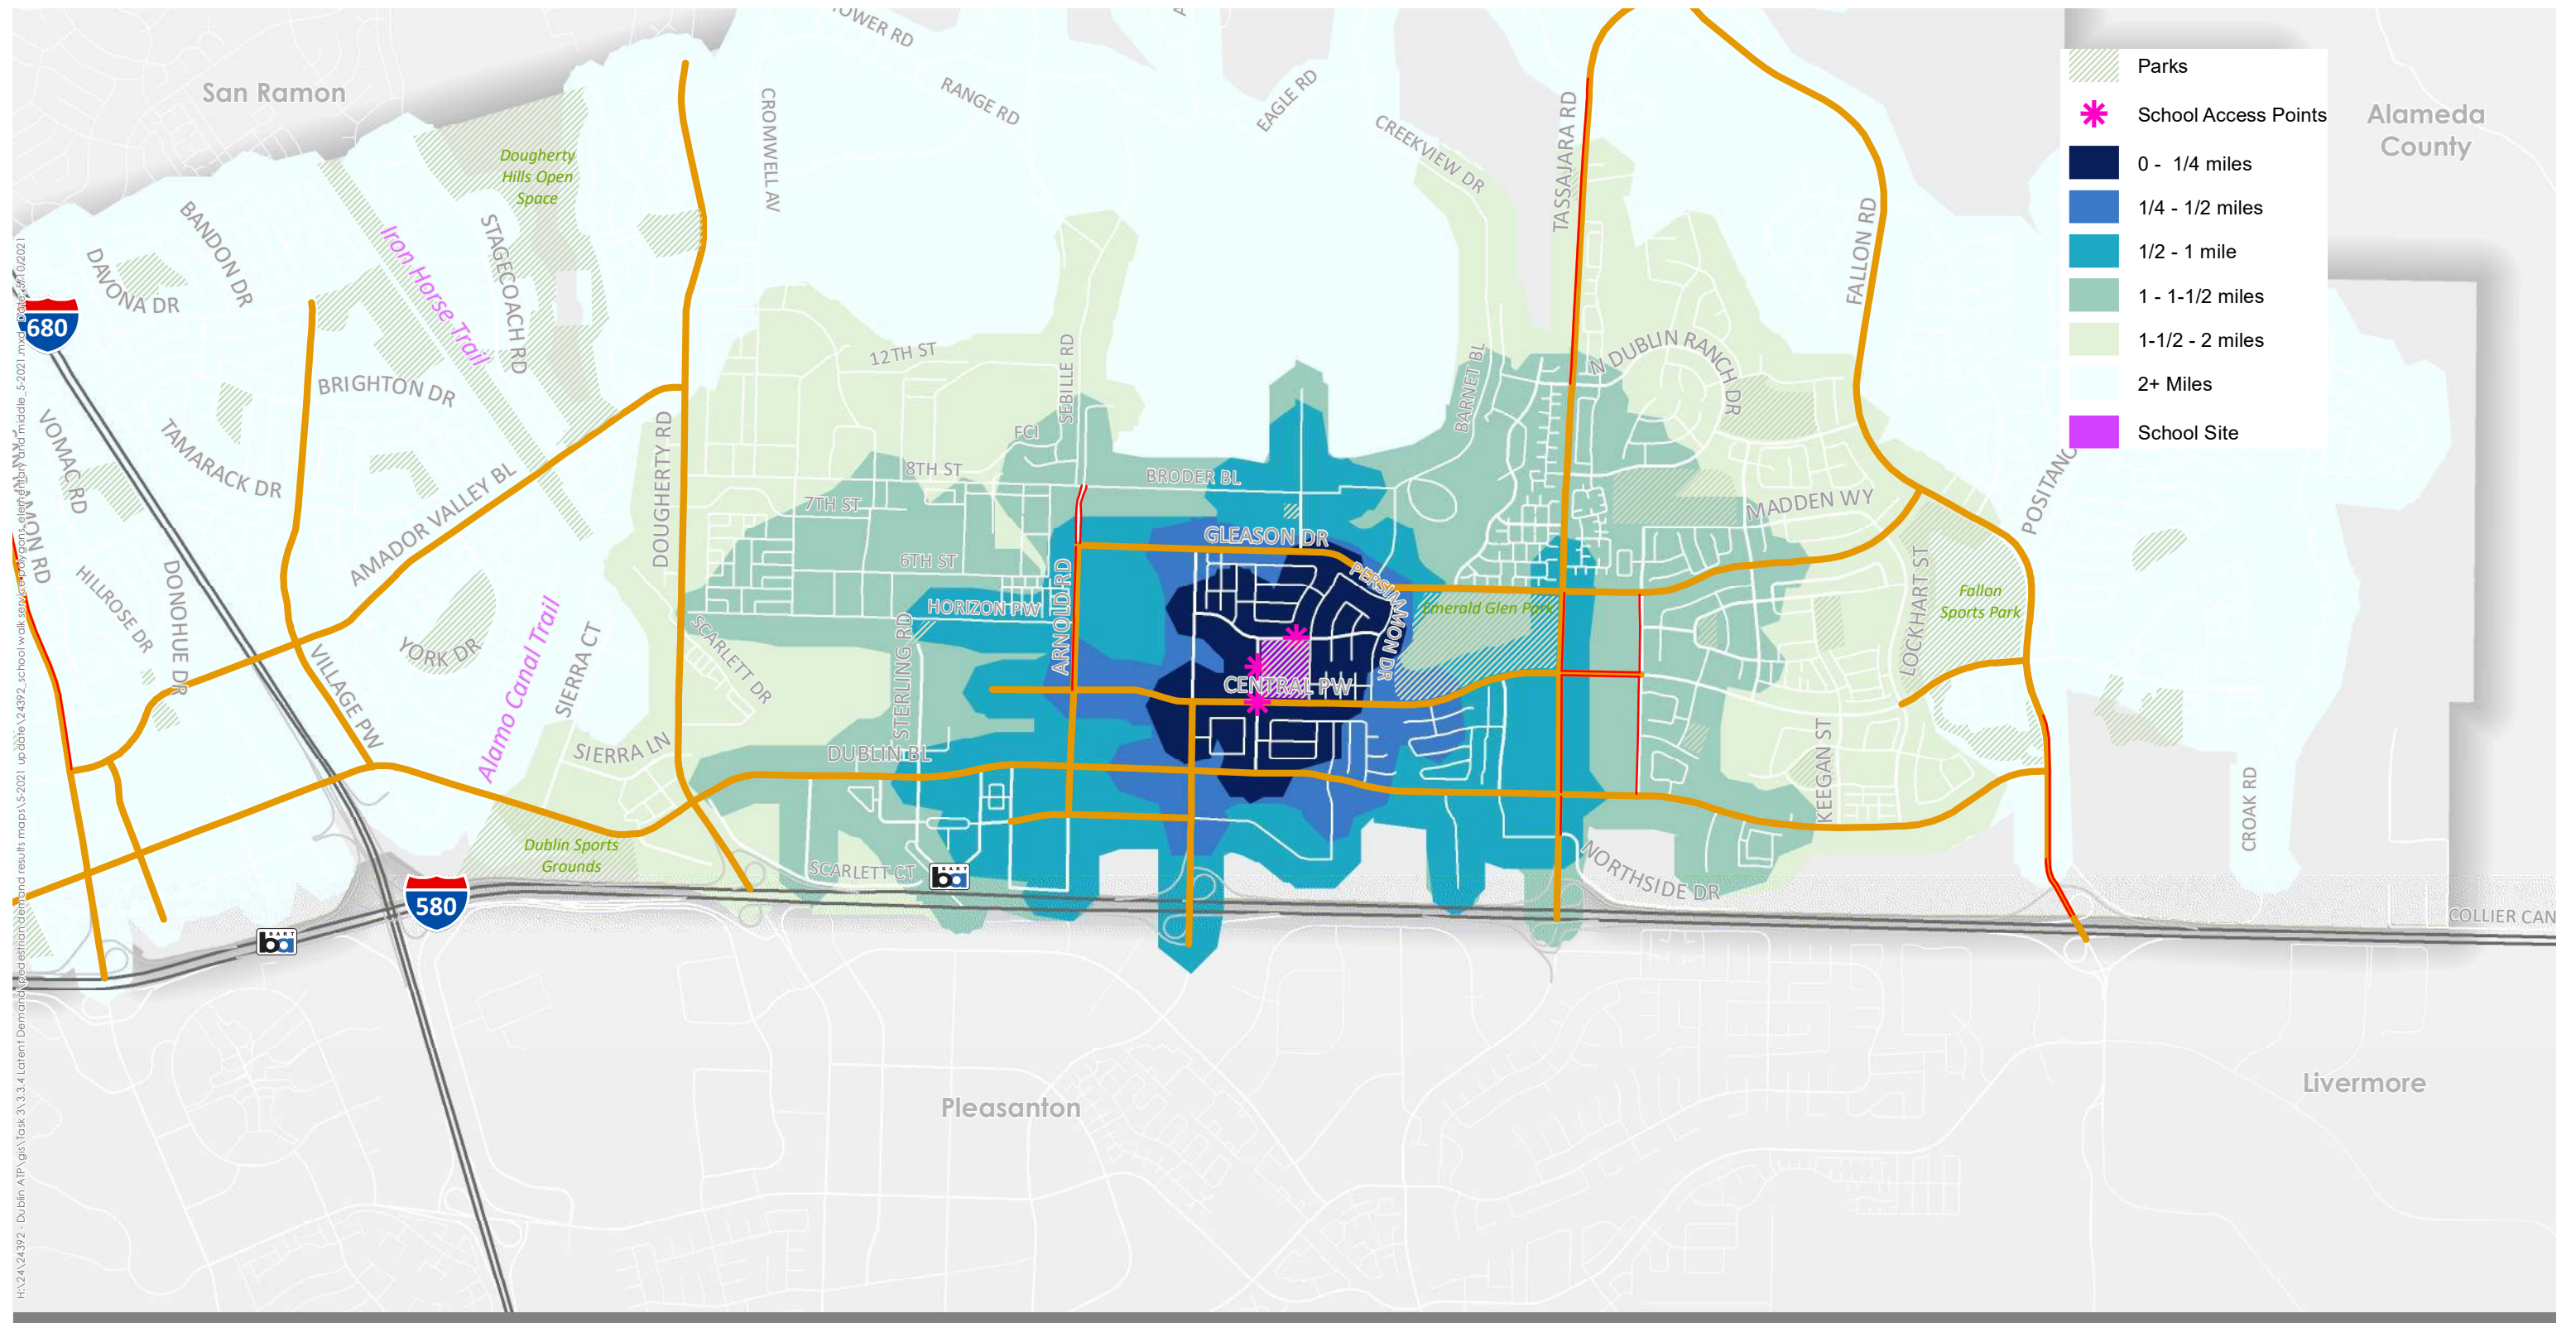 San Ramon
TOWER RD
RANGE RD
CROMWELL AV
EAGLE RD
CREEKVIEW DR
TASSAJARA RD
FALLON RD
Parks
School Access Points
0 - 1/4 miles
1/4 - 1/2 miles
1/2 - 1 mile
1 - 1-1/2 miles
1-1/2 - 2 miles
2+ Miles
School Site
Alameda
County
Dougherty
Hills Open
Space
BANDON DR
DAVONA DR
STAGECOACH RD
Iron Horse Trail
680
BRIGHTON DR
VOMAC RD
TAMARACK DR
AMADOR VALLEY BL
HILLROSE DR
DONOHUE DR
YORK DR
VILLAGE PW
Alamo Canal Trail
SIERRA CT
SIERRA LN
DOUGHERTY RD
SCARLETT DR
12TH ST
SEBILLE RD
FCI
8TH ST
7TH ST
6TH ST
HORIZON PW
STERLING RD
ARNOLD RD
BRODER BL
GLEASON DR
PERSIMMON DR
CENTRAL PW
DUBLIN BL
Emerald Glen Park
BARNET BL
N DUBLIN RANCH DR
MADDEN WY
LOCKHART ST
Fallon
Sports Park
KEEGAN ST
POSITANO
CROAK RD
NORTHSIDE DR
Dublin Sports
Grounds
SCARLETT CT
BART
ba
580
BART
ba
COLLIER CAN
Pleasanton
Livermore